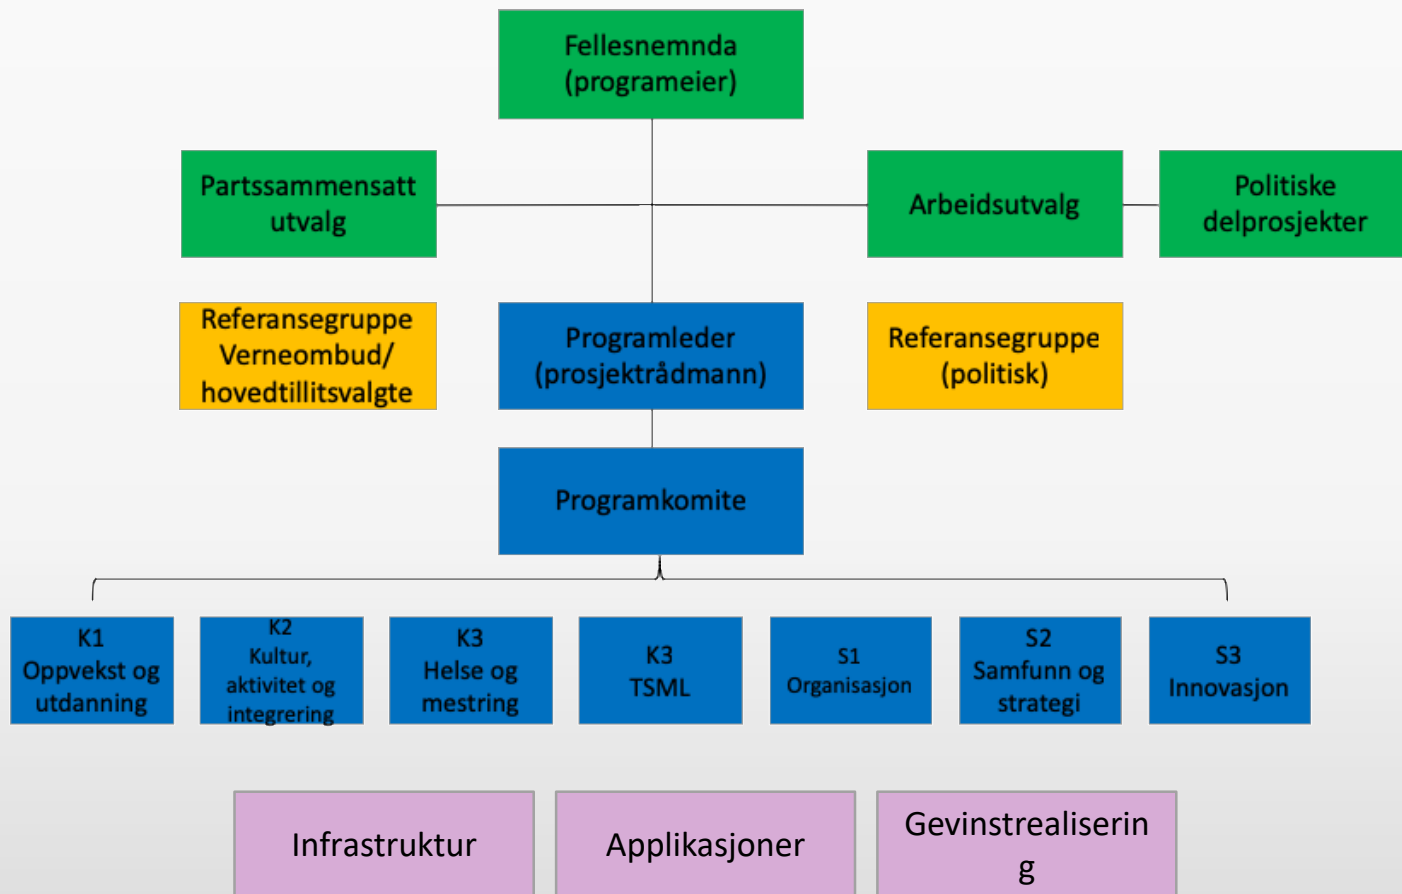 Fellesnemnda
(programeier)
Partssammensatt
utvalg
Arbeidsutvalg
Politiske
delprosjekter
Referansegruppe
Verneombud/
hovedtillitsvalgte
Programleder
(prosjektrådmann)
Referansegruppe
(politisk)
Programkomite
K1
Oppvekst og
utdanning
K2
Kultur,
aktivitet og
integrering
K3
Helse og
mestring
K3
TSML
S1
Organisasjon
S2
Samfunn og
strategi
S3
Innovasjon
Infrastruktur
Applikasjoner
Gevinstrealiserin
g